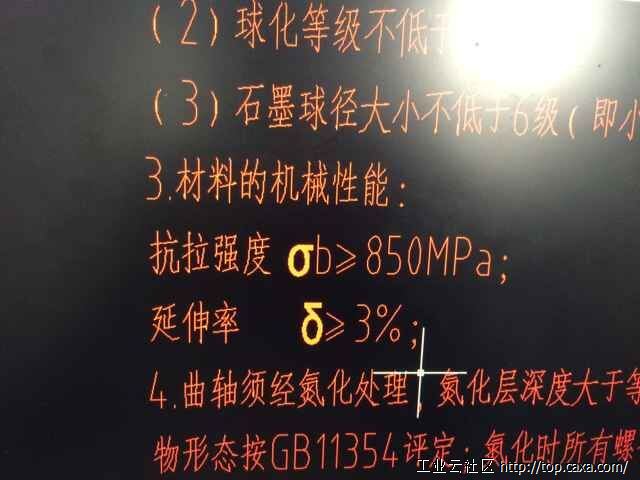 (2)球化等级不低于
(3)石墨球径大小不低于6级(即小
3.材料的机械性能:
抗拉强度 σb≥850MPa;
延伸率 δ≥3%;
4.曲轴须经氮化处理,氮化层深度大于等
物形态按GB11354评定;氮化时所有螺
工业云社区 http://top.caxa.com/